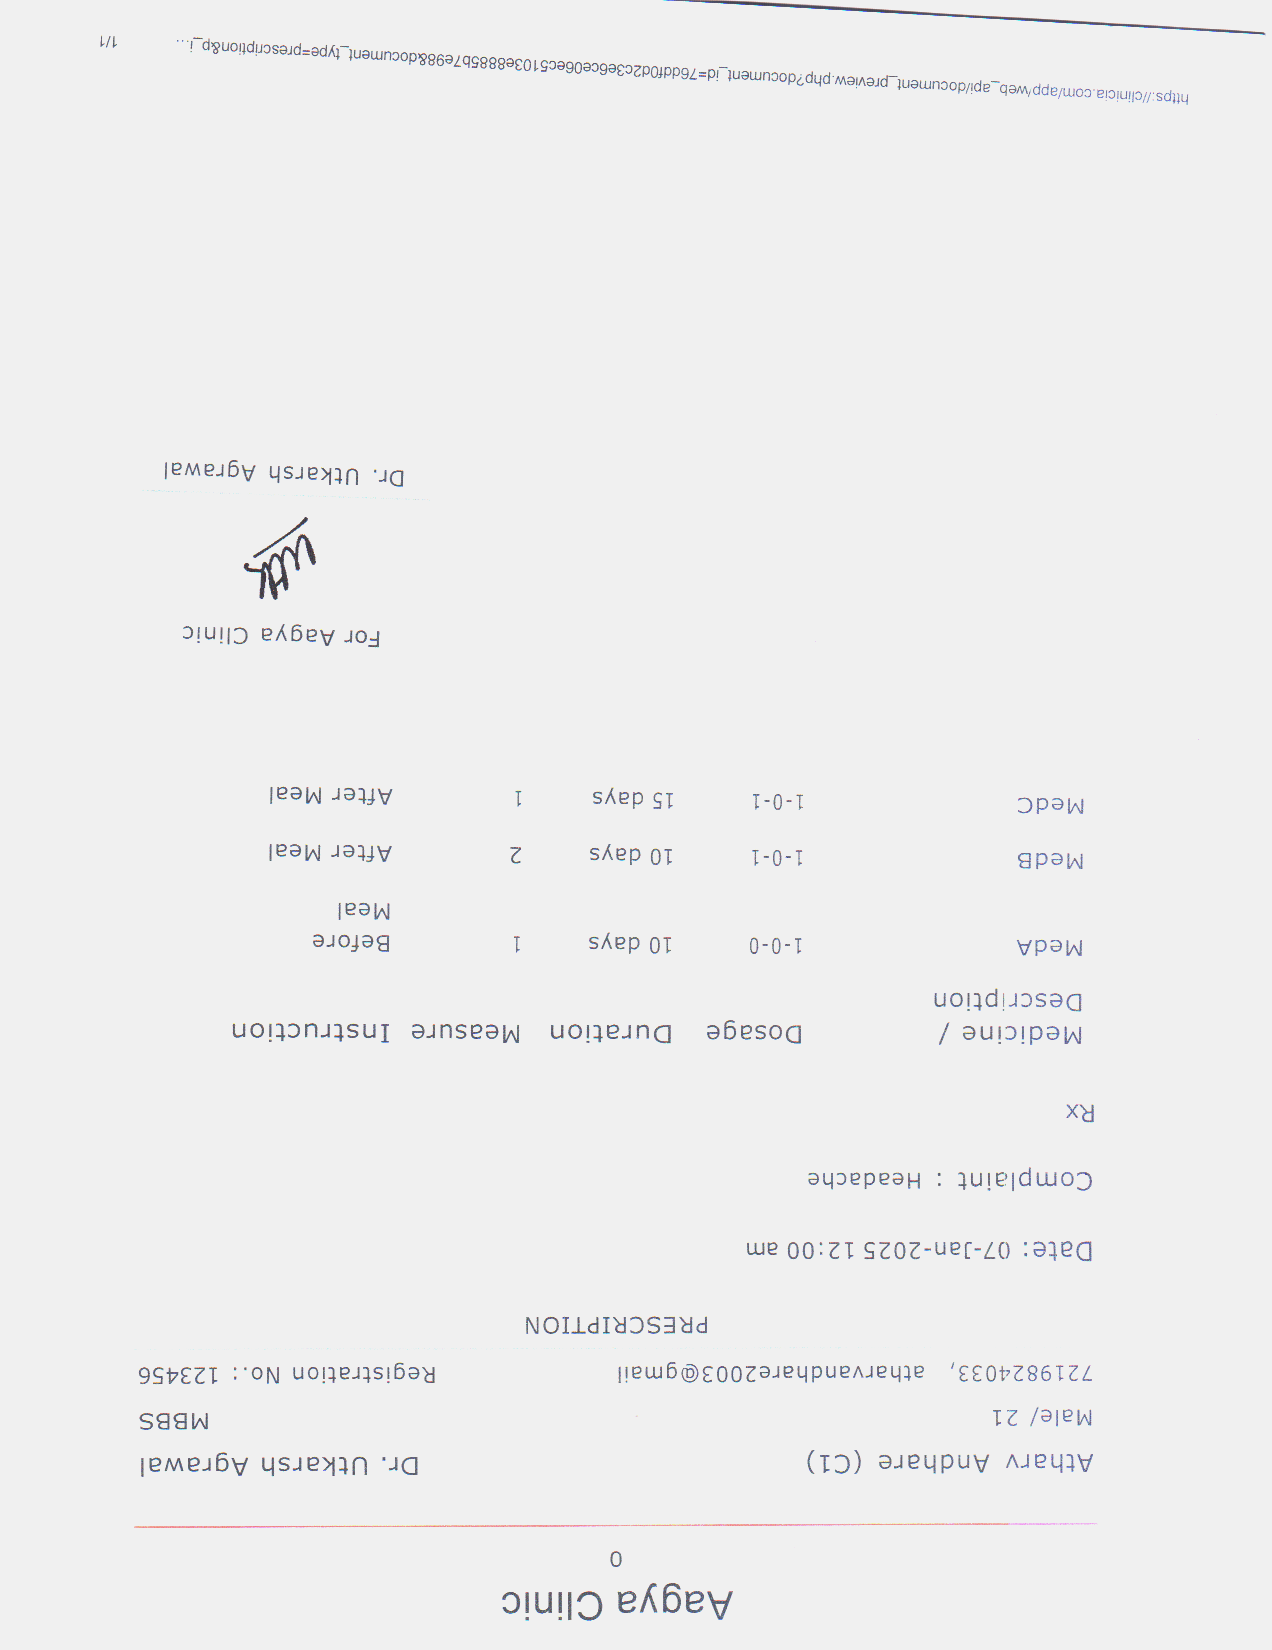 Aagya Clinic
0
Atharv Andhare (C1) Dr. Utkarsh Agrawal
Male/ 21 MBBS
7219824033, atharvandhare2003@gmail Registration No.: 123456
PRESCRIPTION
Date: 07-Jan-2025 12:00 am
Complaint : Headache
Rx
Medicine / Dosage Duration Measure Instruction
Description
MedA 1-0-0 10 days 1 Before
Meal
MedB 1-0-1 10 days 2 After Meal
MedC 1-0-1 15 days 1 After Meal
For Aagya Clinic
Dr. Utkarsh Agrawal
https://clinicia.com/app/web_api/document_preview.php?document_id=76ddf0d2c3e6ce06ec5103e8885b7e98&document_type=prescription&p_i... 1/1